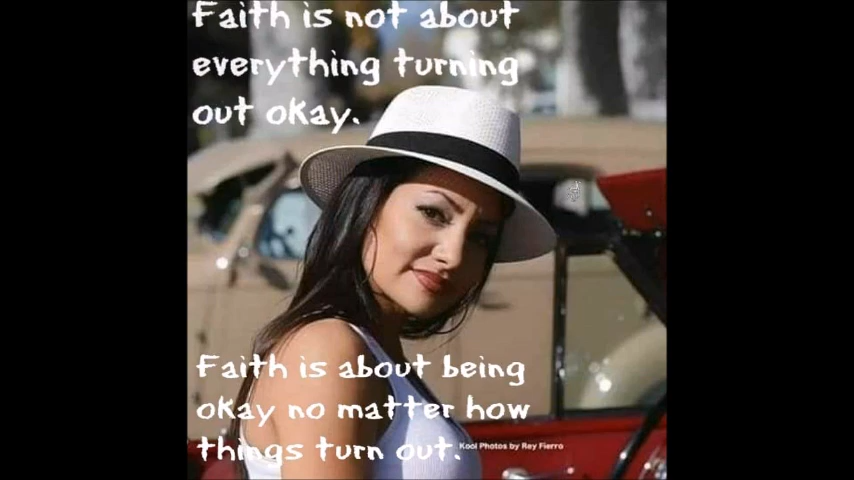 Faith is not about
everything turning
out okay.
Faith is about being
okay no matter how
things turn out.
Kool Photos by Rey Fierro